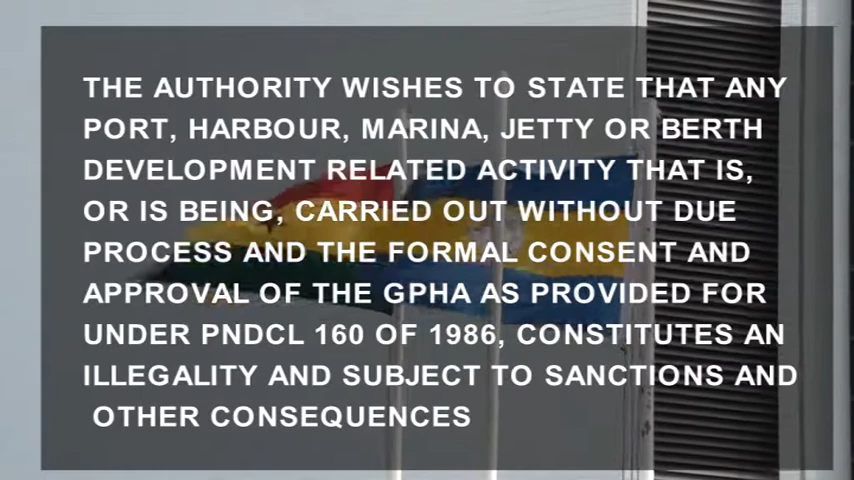 THE AUTHORITY WISHES TO STATE THAT ANY
PORT, HARBOUR, MARINA, JETTY OR BERTH
DEVELOPMENT RELATED ACTIVITY THAT IS,
OR IS BEING, CARRIED OUT WITHOUT DUE
PROCESS AND THE FORMAL CONSENT AND
APPROVAL OF THE GPHA AS PROVIDED FOR
UNDER PNDCL 160 OF 1986, CONSTITUTES AN
ILLEGALITY AND SUBJECT TO SANCTIONS AND
OTHER CONSEQUENCES